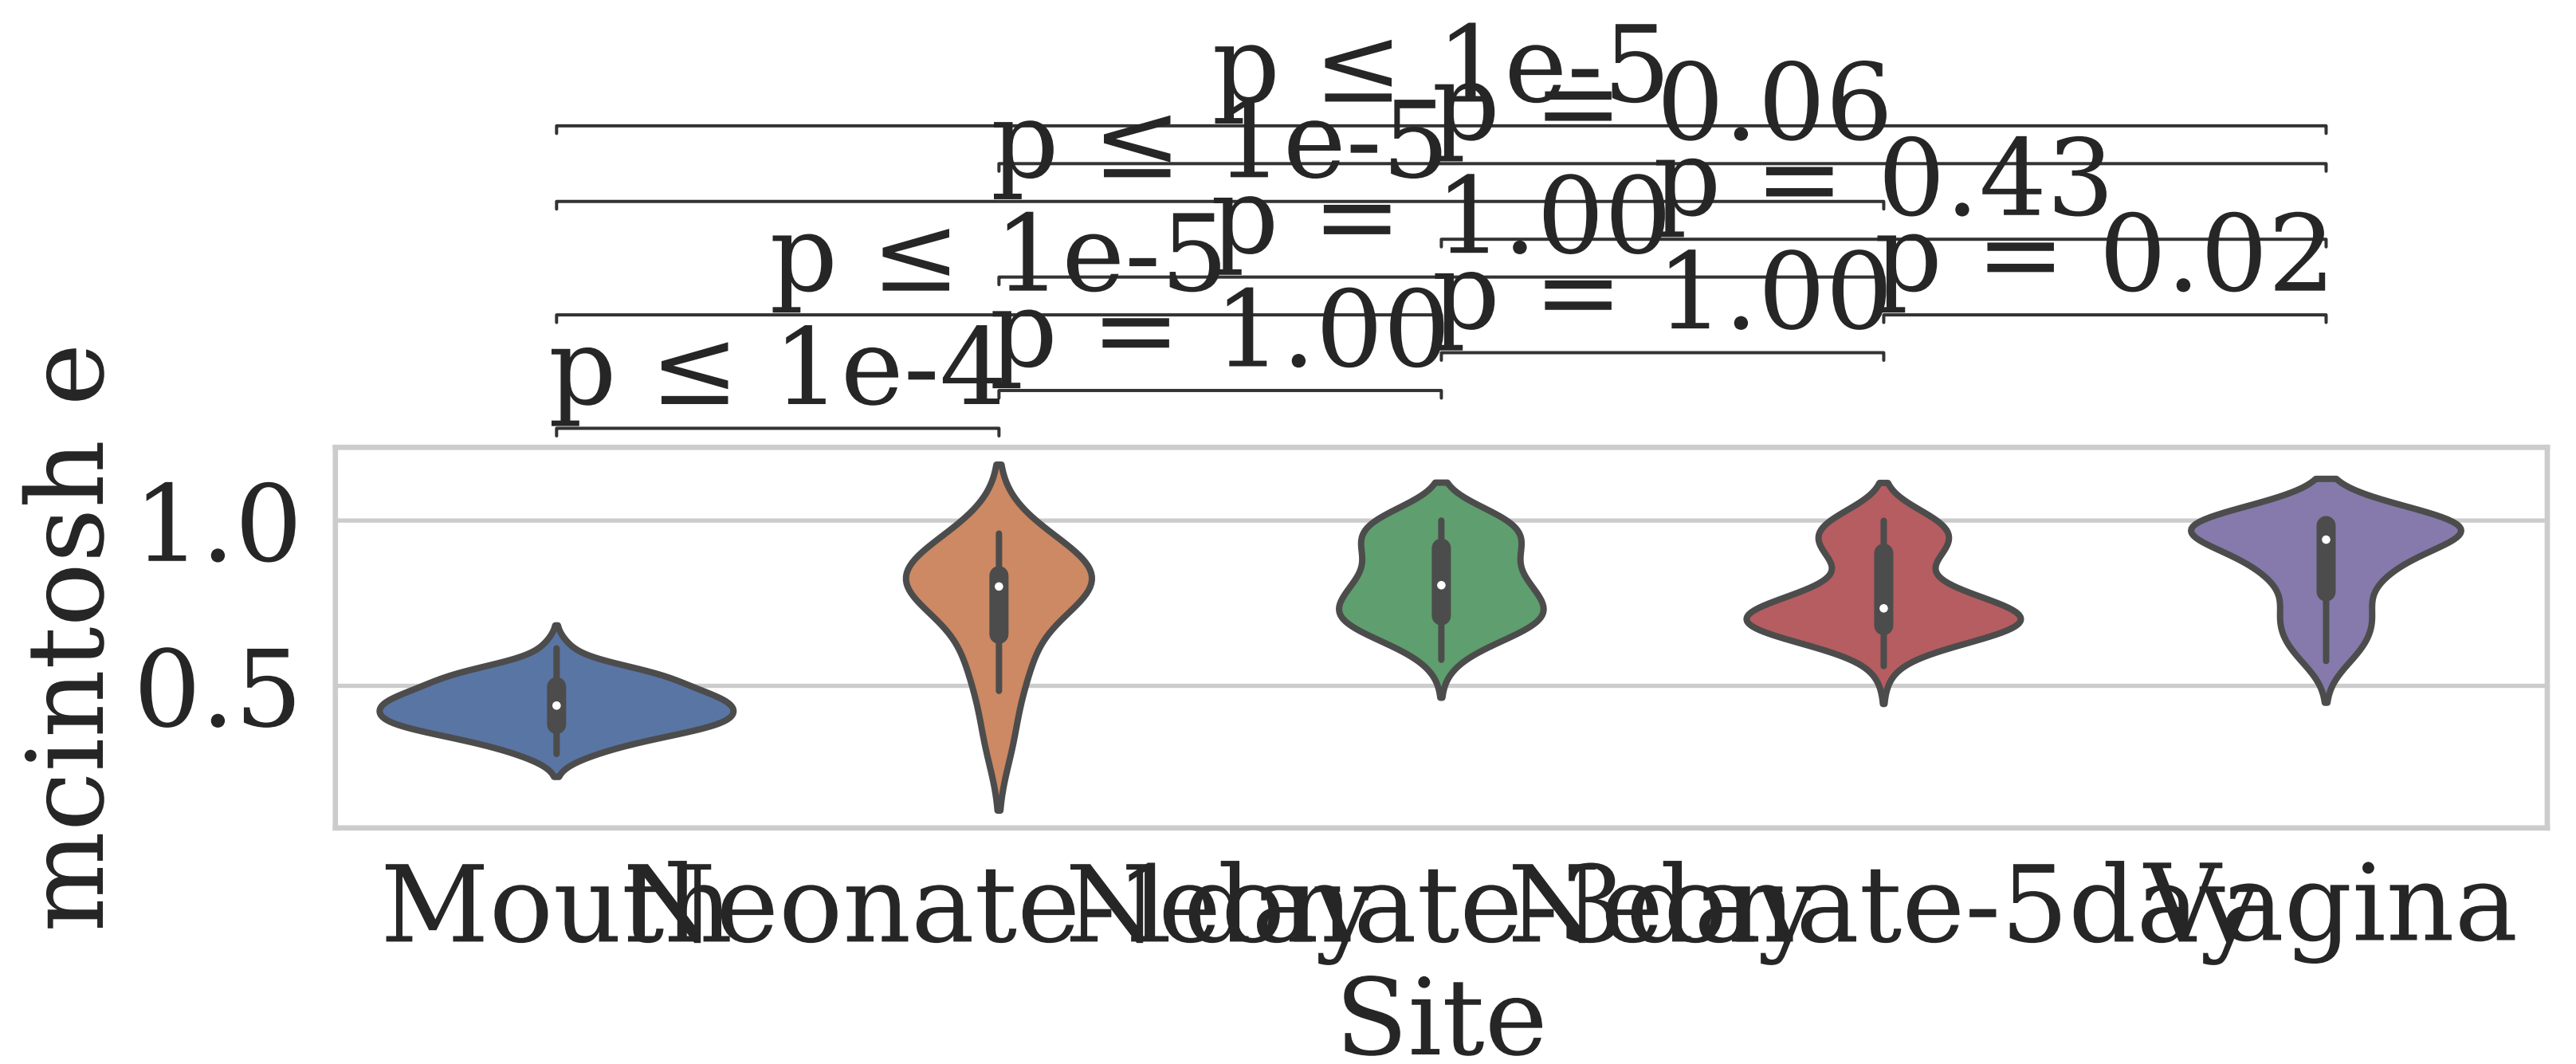 p ≤ 1e-5
p = 0.06
p ≤ 1e-5
p = 0.43
p = 1.00
p = 0.02
p ≤ 1e-5
p = 1.00
p = 1.00
p ≤ 1e-4
mcintosh e
1.0
0.5
Mouth
Neonate-1day
Neonate-3day
Neonate-5day
Vagina
Site